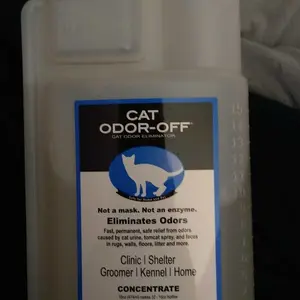 CAT
ODOR-OFF
CAT ODOR ELIMINATOR
Not a mask. Not an enzyme.
Eliminates Odors
Fast, permanent, safe relief from odors
caused by cat urine, tomcat spray, and feces
in rugs, walls, floors, litter and more.
Clinic | Shelter
Groomer | Kennel | Home
CONCENTRATE